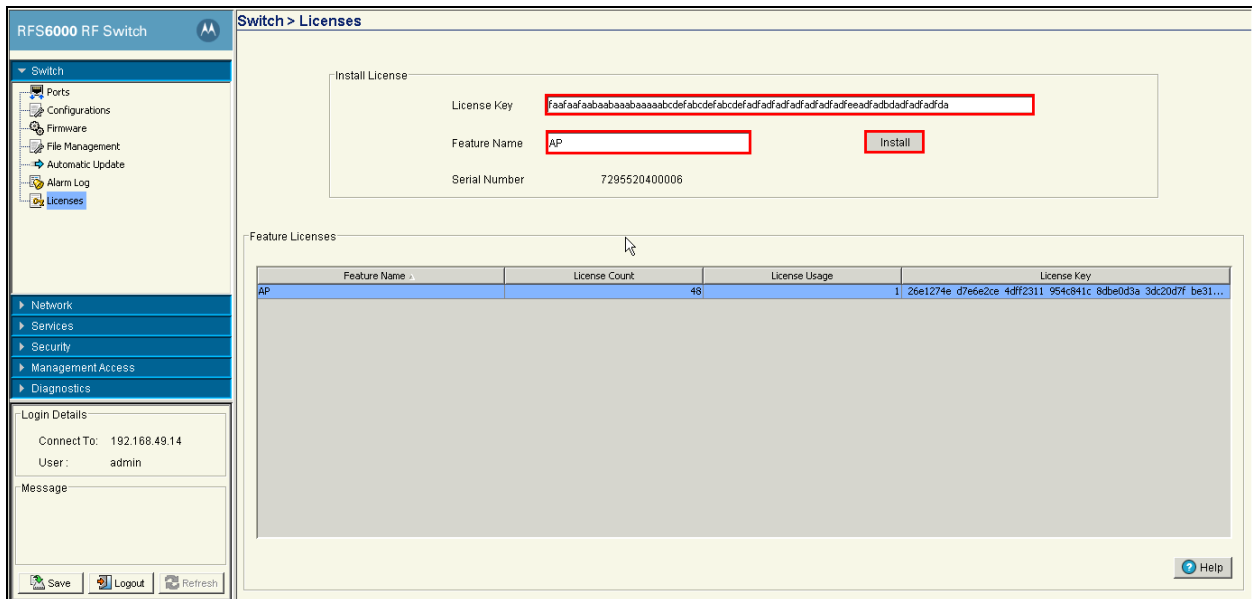 RFS6000 RF Switch
Switch > Licenses
Switch
Ports
Configurations
Firmware
File Management
Automatic Update
Alarm Log
Licenses
Network
Services
Security
Management Access
Diagnostics
Login Details
Connect To: 192.168.49.14
User : admin
Message
Save Logout Refresh
Install License
License Key faafaafaabaabaaabaaaaabcdefabcdefabcdefadfadfadfadfadfadfadfeeadfadbdadfadfadfda
Feature Name AP Install
Serial Number 7295520400006
Feature Licenses
Feature Name License Count License Usage License Key
AP 48 1 26e1274e d7e6e2ce 4dff2311 954c841c 8dbe0d3a 3dc20d7f be31...
Help